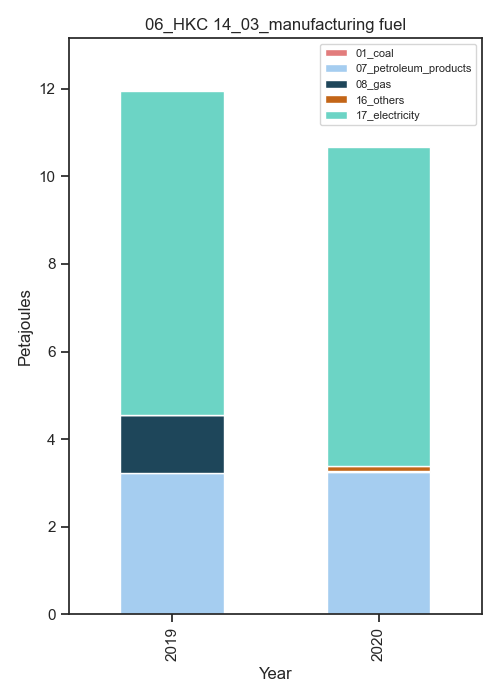 06_HKC 14_03_manufacturing fuel
01_coal
07_petroleum_products
08_gas
16_others
17_electricity
12
10
8
6
4
2
0
Petajoules
2019
2020
Year